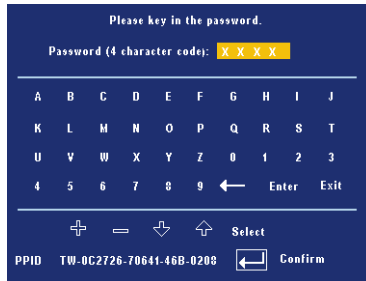 Please key in the password.
Password (4 character code): X X X X
A B C D E F G H I J
K L M N O P Q R S T
U V W X Y Z 0 1 2 3
4 5 6 7 8 9 ← Enter Exit
+ − ⇩ ⇧ Select
PPID TW-0C2726-70641-46B-0208 ↵ Confirm